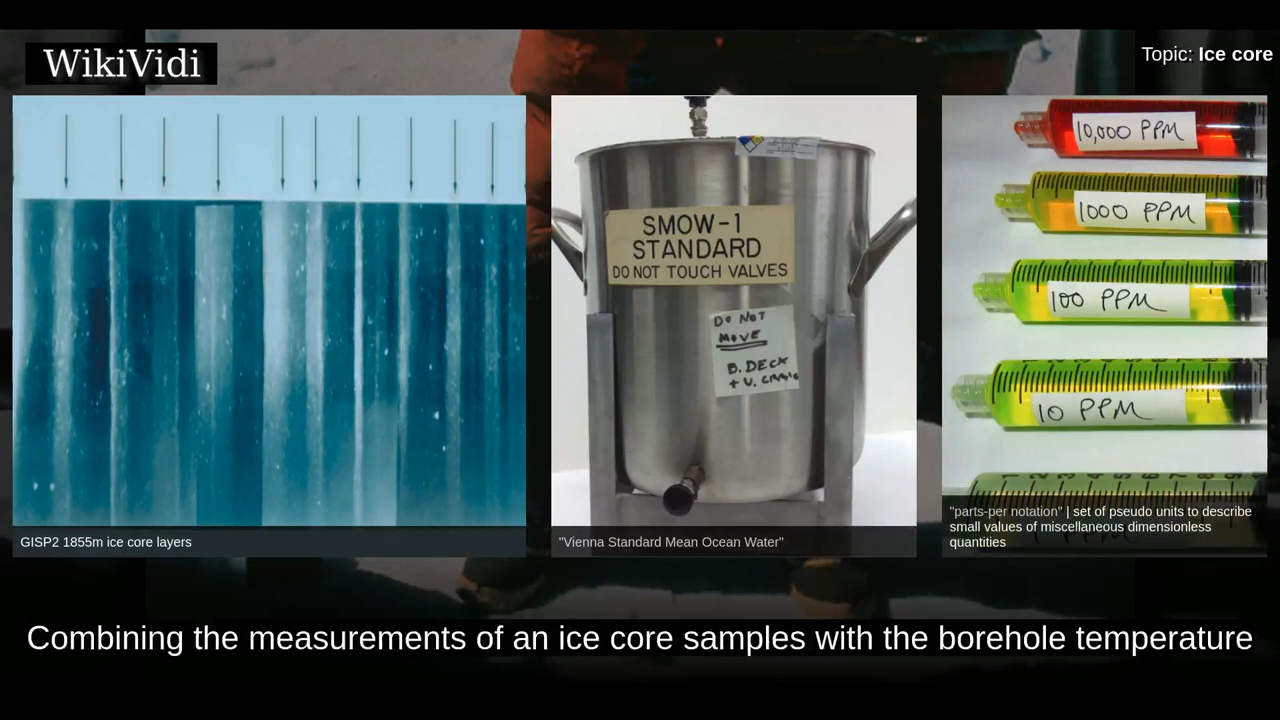 WikiVidi
Topic: Ice core
SMOW-1
STANDARD
DO NOT TOUCH VALVES
DO NOT
MOVE
B. DECK
10,000 PPM
1000 PPM
100 PPM
10 PPM
GISP2 1855m ice core layers
"Vienna Standard Mean Ocean Water"
"parts-per notation" | set of pseudo units to describe
small values of miscellaneous dimensionless
quantities
Combining the measurements of an ice core samples with the borehole temperature